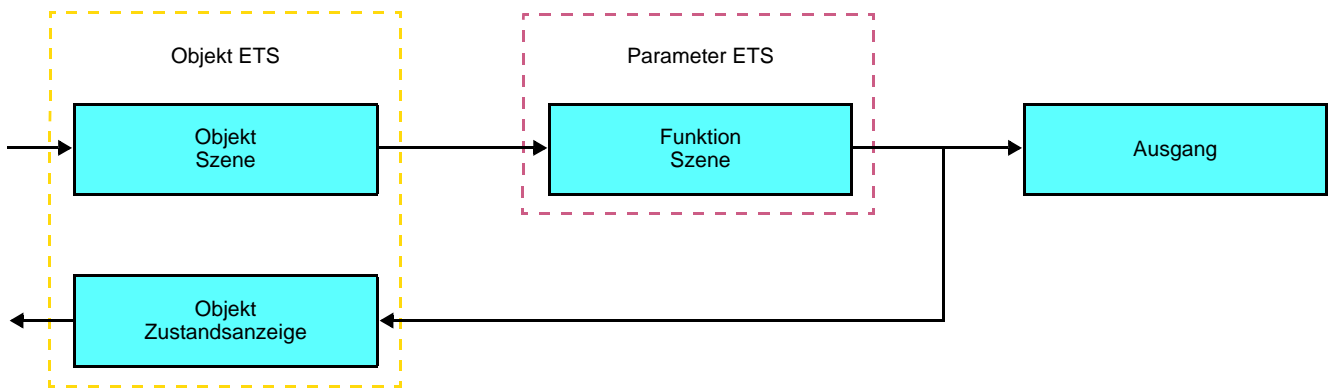 Objekt ETS
Parameter ETS
Objekt
Szene
Funktion
Szene
Ausgang
Objekt
Zustandsanzeige